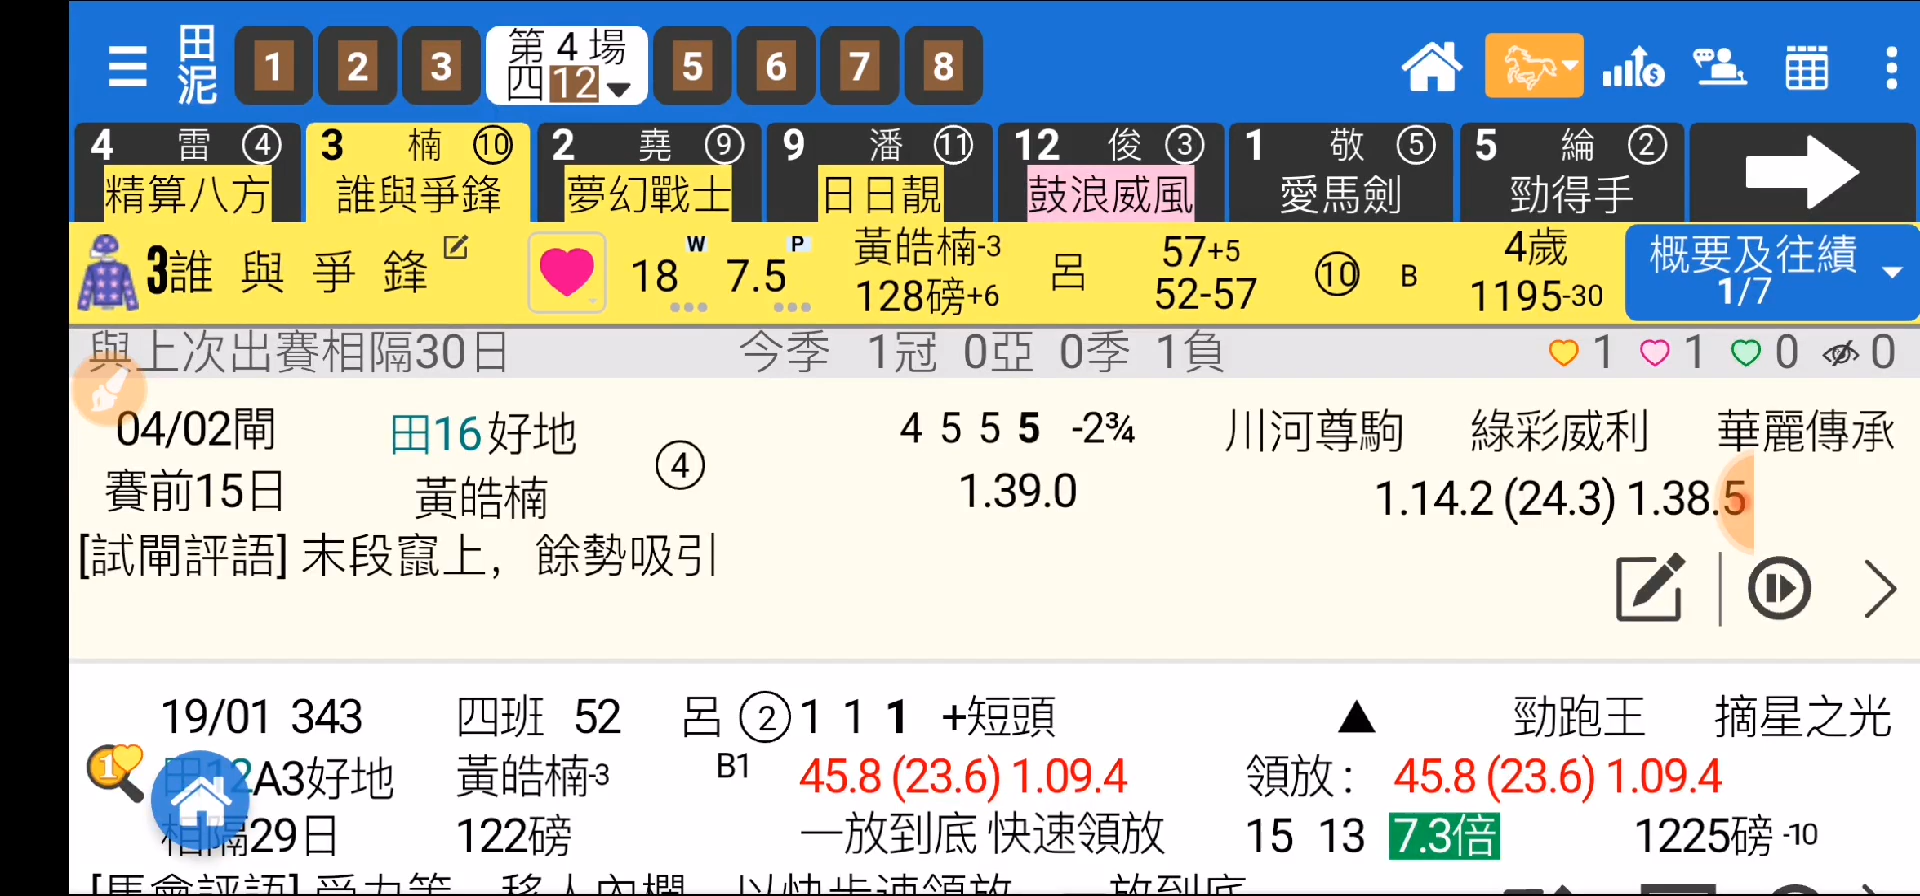 田泥 1 2 3 第4場 四12 5 6 7 8
4 雷 ④ 3 楠 ⑩ 2 堯 ⑨ 9 潘 ⑪ 12 俊 ③ 1 敬 ⑤ 5 綸 ②
精算八方 誰與爭鋒 夢幻戰士 日日靚 鼓浪威風 愛馬劍 勁得手
3誰與爭鋒 18 W 7.5 P 黃皓楠-3 呂 57+5 ⑩ B 4歲 概要及往績
128磅+6 52-57 1195-30 1/7
與上次出賽相隔30日 今季 1冠 0亞 0季 1負 1 1 0 0
04/02閘 田16好地 ④ 4 5 5 5 -2¾ 川河尊駒 綠彩威利 華麗傳承
賽前15日 黃皓楠 1.39.0 1.14.2 (24.3) 1.38.5
[試閘評語] 末段竄上，餘勢吸引
19/01 343 四班 52 呂 ② 1 1 1 +短頭 ▲ 勁跑王 摘星之光
1 田12A3好地 黃皓楠-3 B1 45.8 (23.6) 1.09.4 領放： 45.8 (23.6) 1.09.4
相隔29日 122磅 一放到底 快速領放 15 13 7.3倍 1225磅 -10